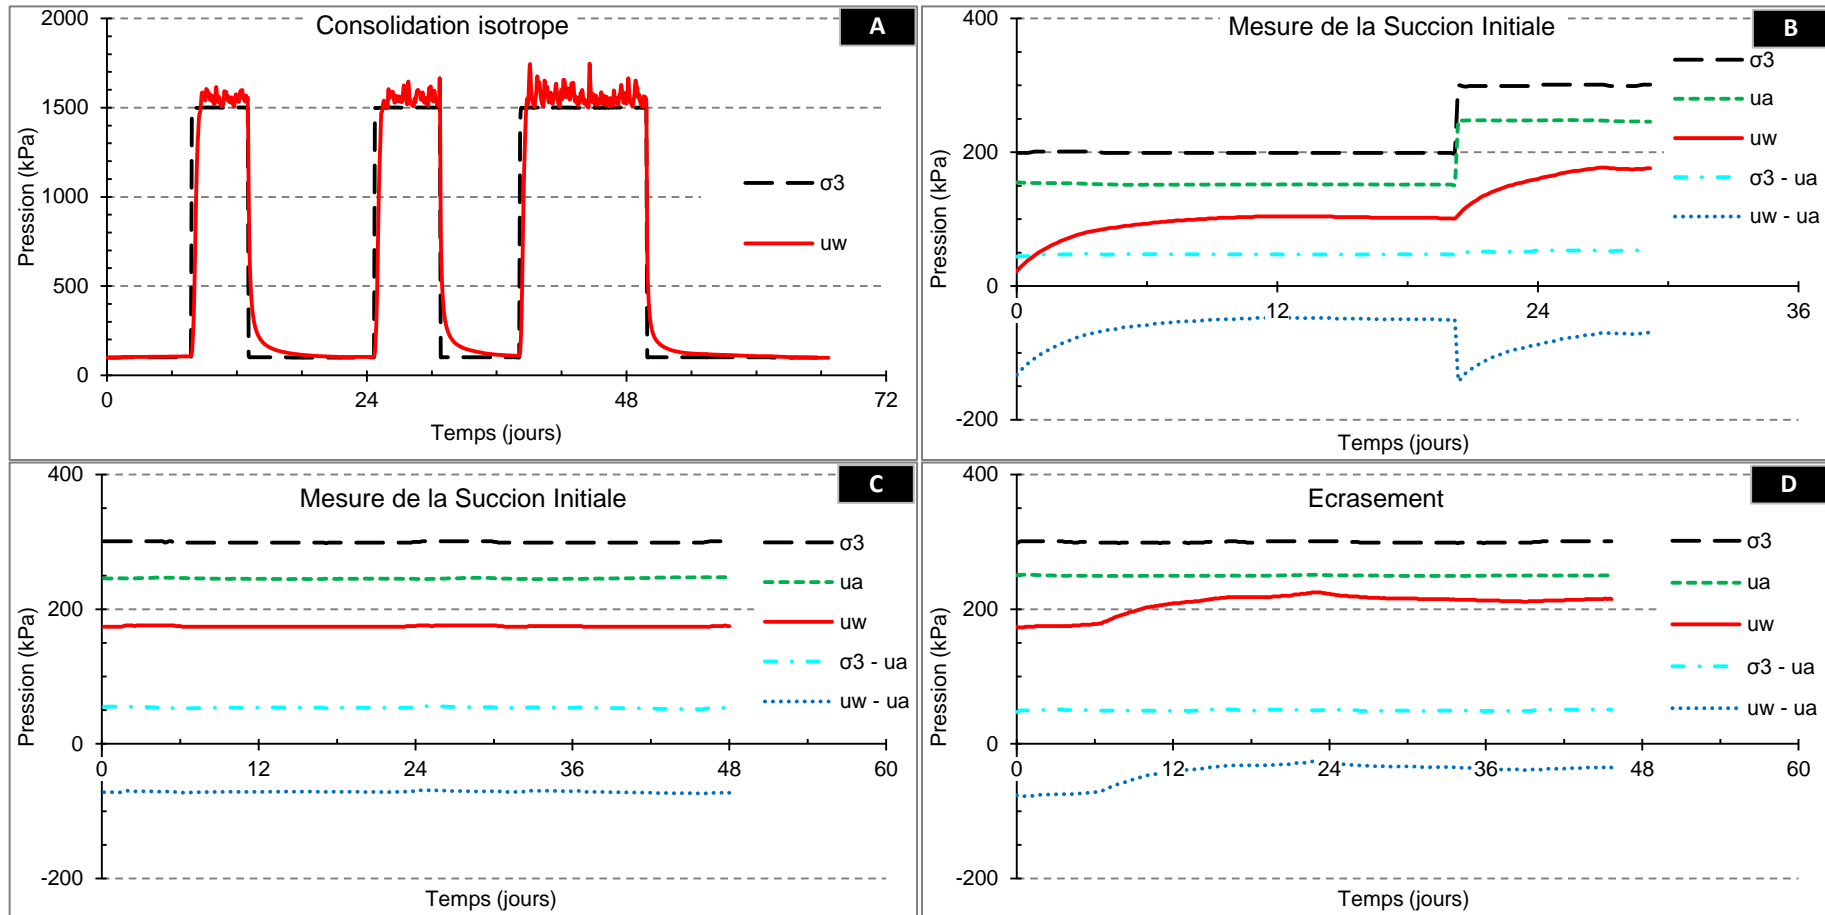 Consolidation isotrope
A
2000
1500
1000
500
0
0
24
48
72
Pression (kPa)
Temps (jours)
σ3
uw
Mesure de la Succion Initiale
B
400
200
0
-200
0
12
24
36
Pression (kPa)
Temps (jours)
σ3
ua
uw
σ3 - ua
uw - ua
Mesure de la Succion Initiale
C
400
200
0
-200
0
12
24
36
48
60
Pression (kPa)
Temps (jours)
σ3
ua
uw
σ3 - ua
uw - ua
Ecrasement
D
400
200
0
-200
0
12
24
36
48
60
Pression (kPa)
Temps (jours)
σ3
ua
uw
σ3 - ua
uw - ua